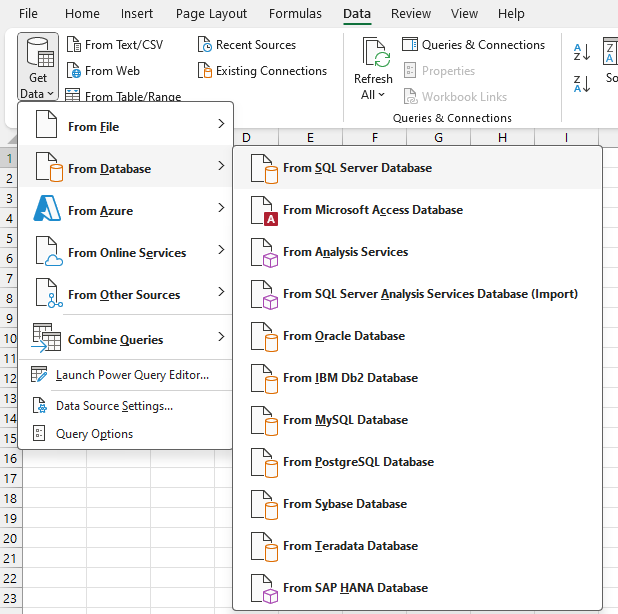 File Home Insert Page Layout Formulas Data Review View Help
Get Data
From Text/CSV
From Web
From Table/Range
Recent Sources
Existing Connections
Refresh All
Queries & Connections
Properties
Workbook Links
Queries & Connections
A Z
Z A
Z A
So
From File
From Database
From Azure
From Online Services
From Other Sources
Combine Queries
Launch Power Query Editor...
Data Source Settings...
Query Options
D E F G H I
From SQL Server Database
From Microsoft Access Database
A
From Analysis Services
From SQL Server Analysis Services Database (Import)
From Oracle Database
From IBM Db2 Database
From MySQL Database
From PostgreSQL Database
From Sybase Database
From Teradata Database
From SAP HANA Database
1
2
3
4
5
6
7
8
9
10
11
12
13
14
15
16
17
18
19
20
21
22
23